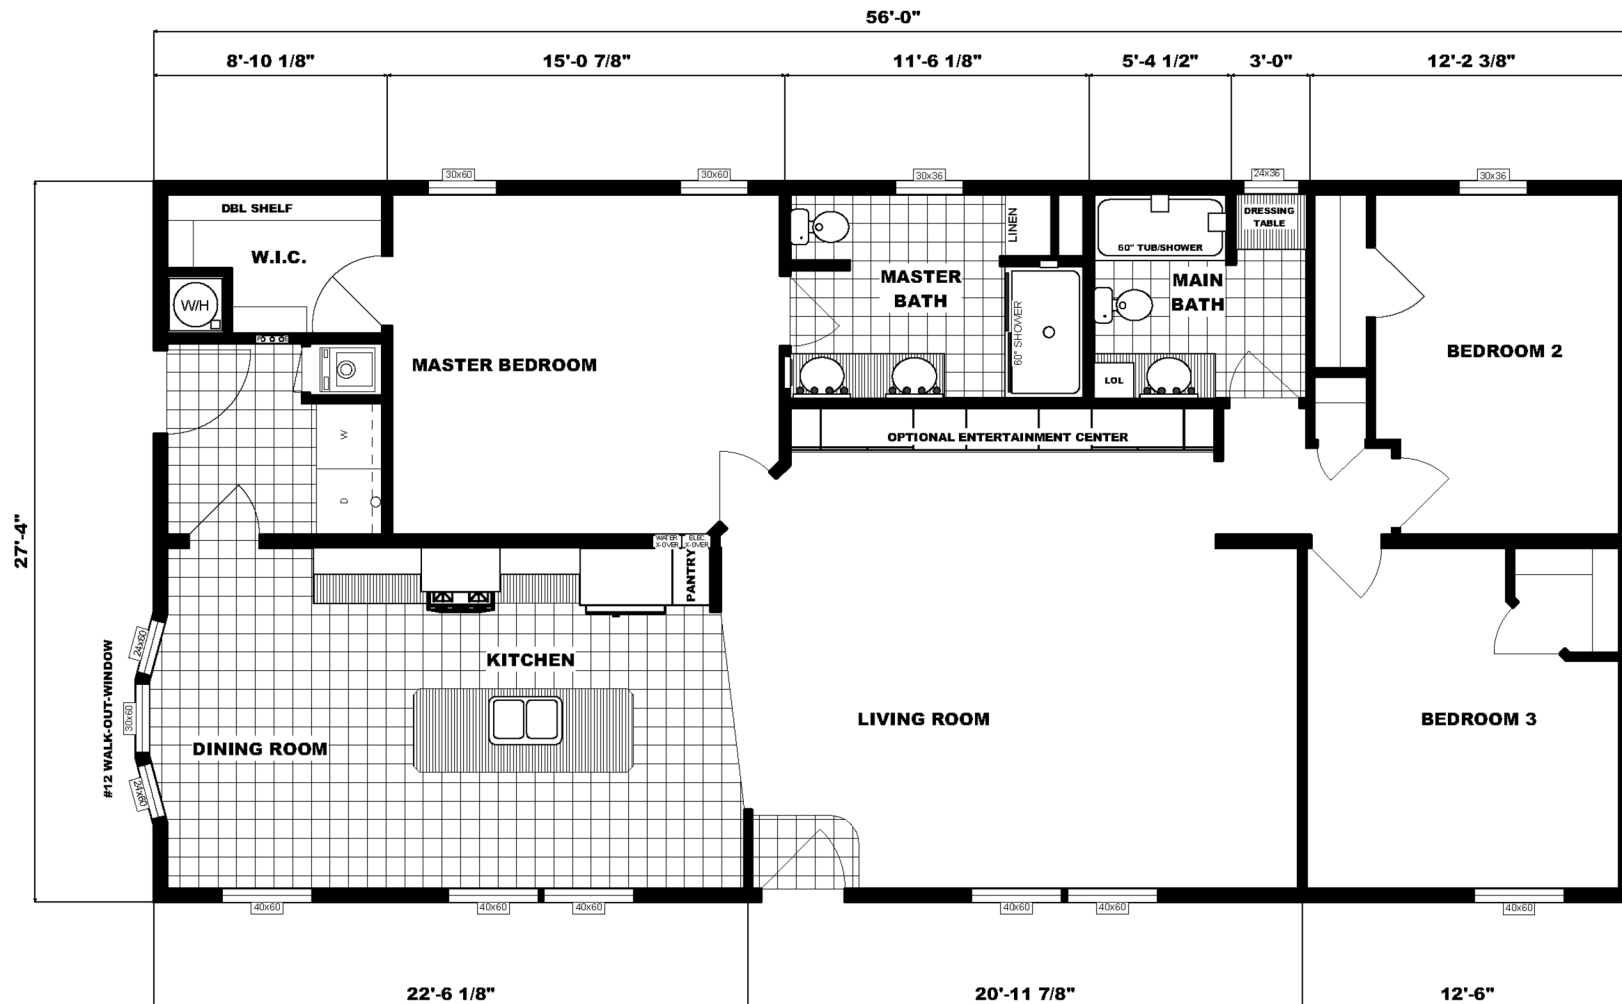 56'-0"
8'-10 1/8"
15'-0 7/8"
11'-6 1/8"
5'-4 1/2"
3'-0"
12'-2 3/8"
30x60
30x60
30x36
24x36
30x36
DBL SHELF
W.I.C.
W/H
LINEN
DRESSING
TABLE
60" TUB/SHOWER
MASTER
BATH
MAIN
BATH
60" SHOWER
MASTER BEDROOM
BEDROOM 2
LOL
W
D
OPTIONAL ENTERTAINMENT CENTER
27'-4"
WATER
X-OVER
ELEC
X-OVER
PANTRY
KITCHEN
#12 WALK-OUT-WINDOW
24x60
30x60
24x60
DINING ROOM
LIVING ROOM
BEDROOM 3
40x60
40x60
40x60
40x60
40x60
40x60
22'-6 1/8"
20'-11 7/8"
12'-6"